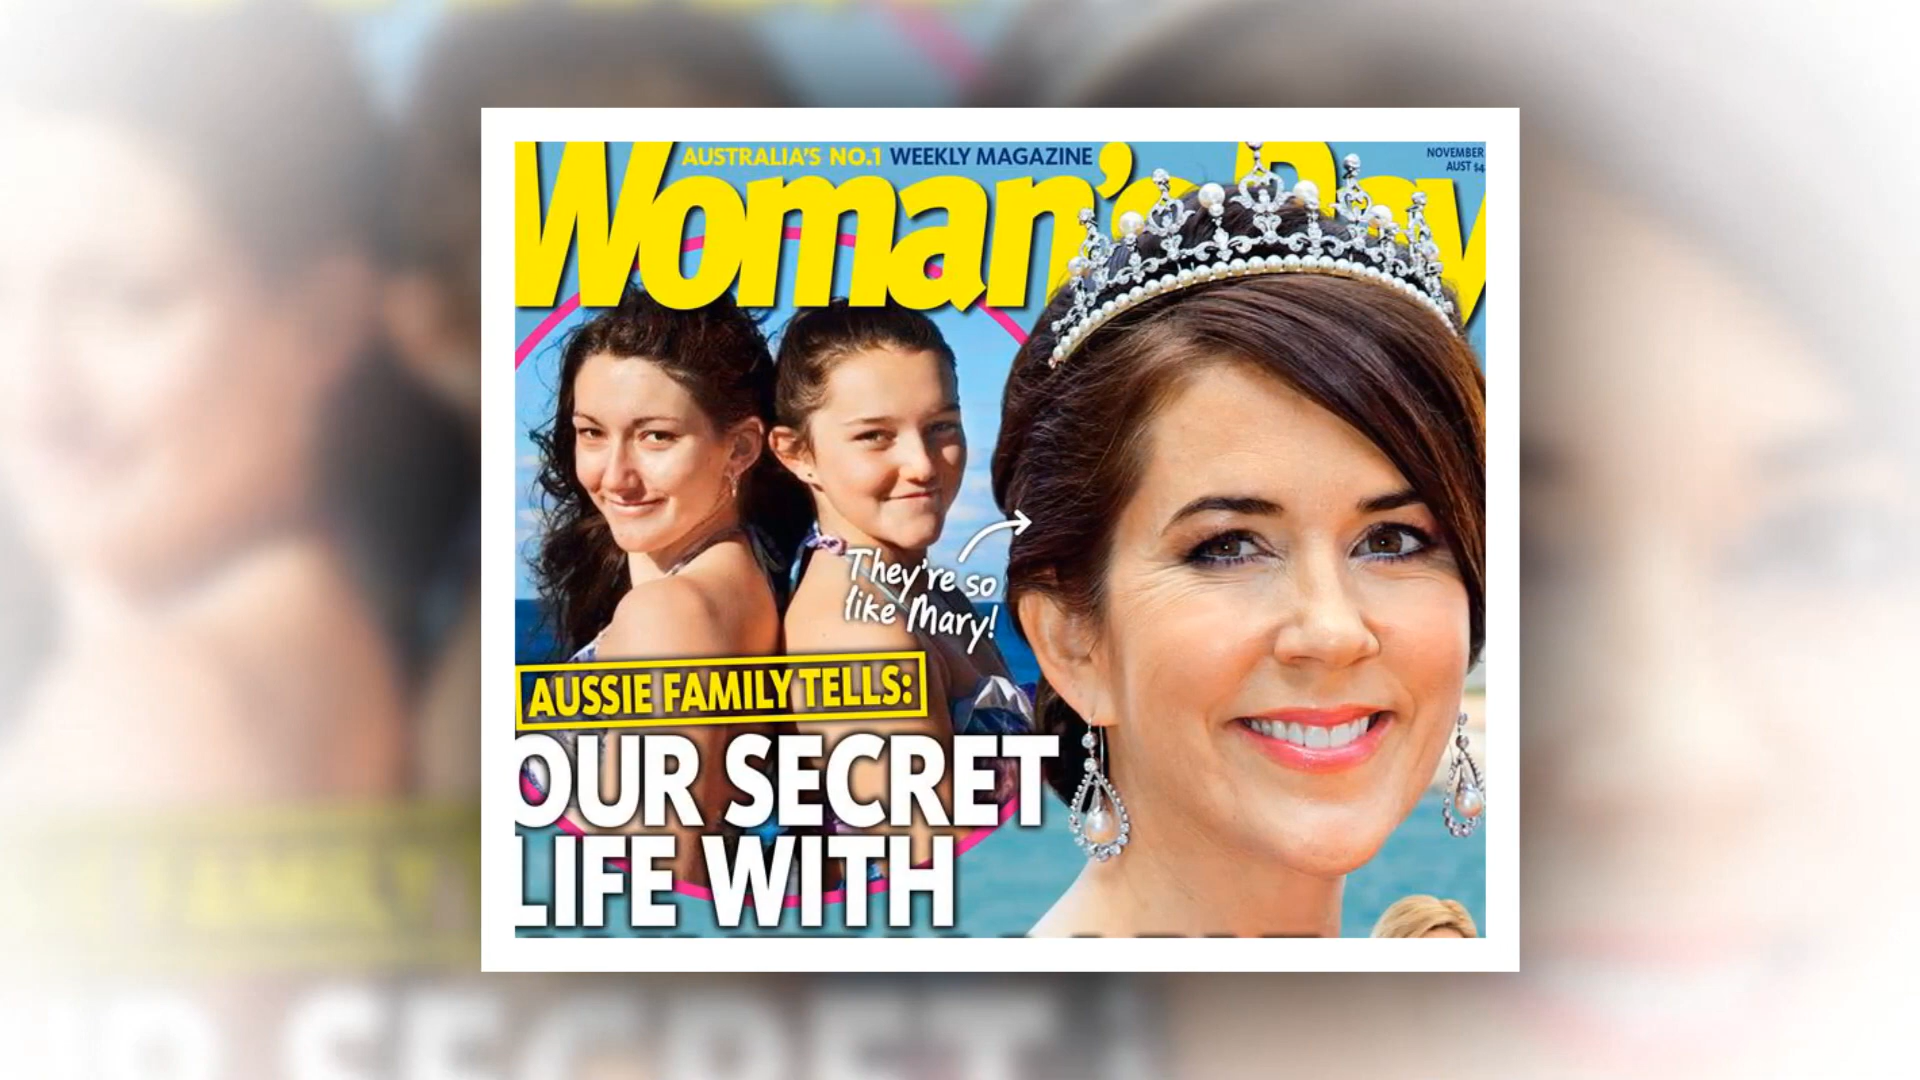 AUSTRALIA'S NO.1 WEEKLY MAGAZINE
NOVEMBER
AUST $4
Woman's Day
They're so
like Mary!
AUSSIE FAMILY TELLS:
OUR SECRET
LIFE WITH